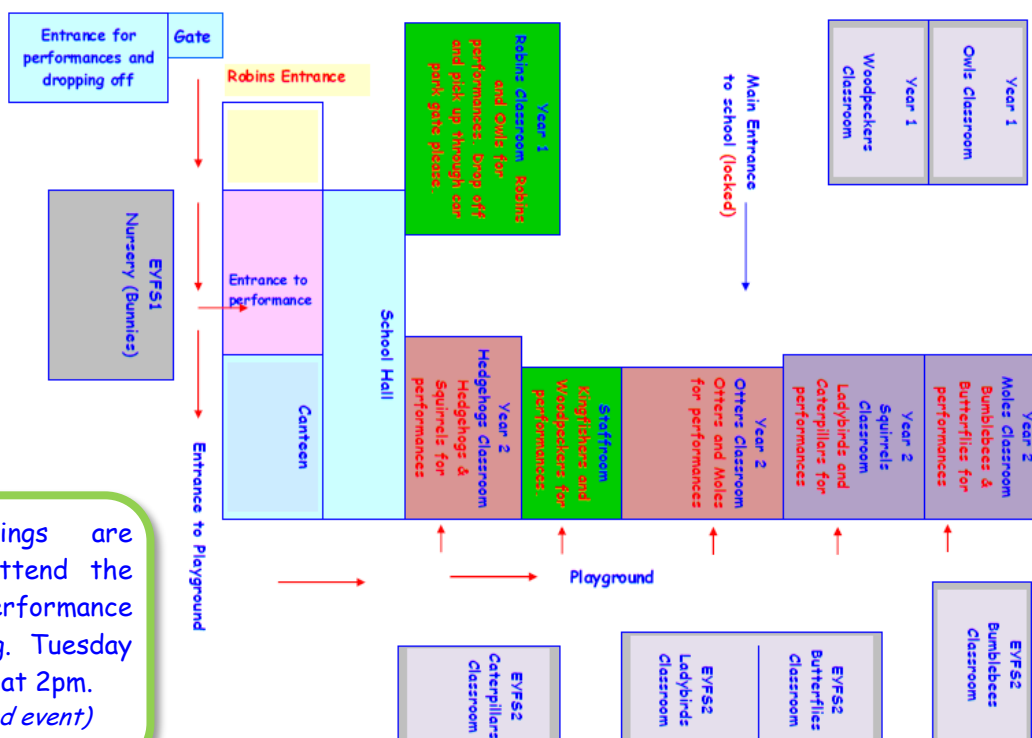 Entrance for
performances and
dropping off
Gate
Robins Entrance
Year 1
Robins Classroom Robins
and Owls for
performances. Drop off
and pick up through car
park gate please.
Main Entrance
to school (locked)
Year 1
Woodpeckers
Classroom
Year 1
Owls Classroom
EYFS1
Nursery (Bunnies)
Entrance to
performance
School Hall
Canteen
Year 2
Hedgehogs Classroom
Hedgehogs &
Squirrels for
performances
Staffroom
Kingfishers and
Woodpeckers for
performances.
Year 2
Otters Classroom
Otters and Moles
for performances
Year 2
Squirrels
Classroom
Ladybirds and
Caterpillars for
performances
Year 2
Moles Classroom
Bumblebees &
Butterflies for
performances
Entrance to Playground
Playground
ings are
ttend the
erformance
g. Tuesday
at 2pm.
d event)
EYFS2
Caterpillars
Classroom
EYFS2
Ladybirds
Classroom
EYFS2
Butterflies
Classroom
EYFS2
Bumblebees
Classroom